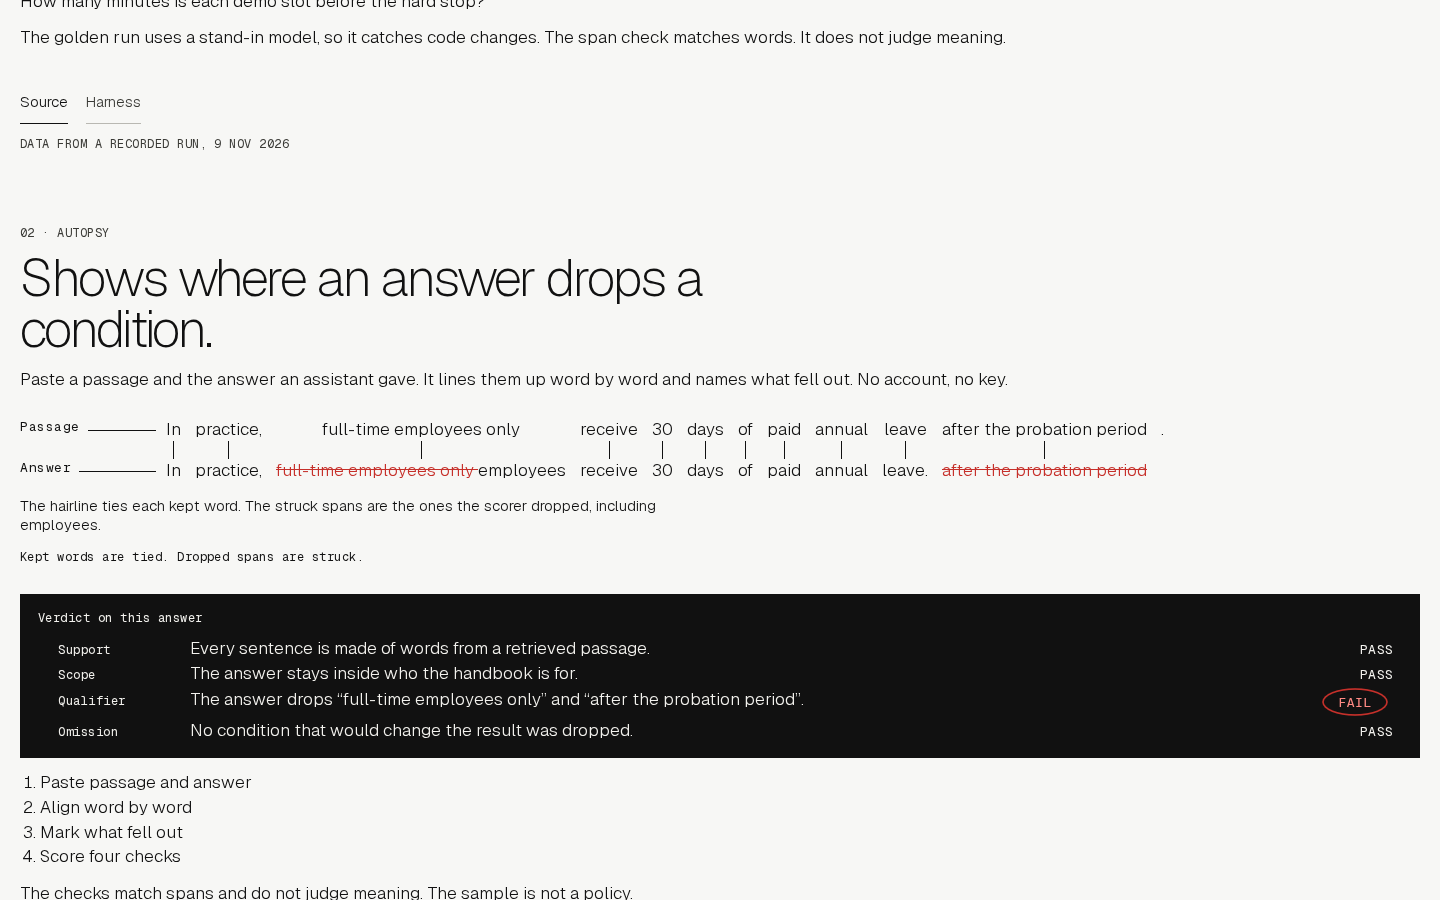 How many minutes is each demo slot before the hard stop?
The golden run uses a stand-in model, so it catches code changes. The span check matches words. It does not judge meaning.
Source Harness
DATA FROM A RECORDED RUN, 9 NOV 2026
02 · AUTOPSY
Shows where an answer drops a
condition.
Paste a passage and the answer an assistant gave. It lines them up word by word and names what fell out. No account, no key.
Passage In practice, full-time employees only receive 30 days of paid annual leave after the probation period .
Answer In practice, full-time employees only employees receive 30 days of paid annual leave. after the probation period
The hairline ties each kept word. The struck spans are the ones the scorer dropped, including
employees.
Kept words are tied. Dropped spans are struck.
Verdict on this answer
Support Every sentence is made of words from a retrieved passage. PASS
Scope The answer stays inside who the handbook is for. PASS
Qualifier The answer drops “full-time employees only” and “after the probation period”. FAIL
Omission No condition that would change the result was dropped. PASS
1. Paste passage and answer
2. Align word by word
3. Mark what fell out
4. Score four checks
The checks match spans and do not judge meaning. The sample is not a policy.